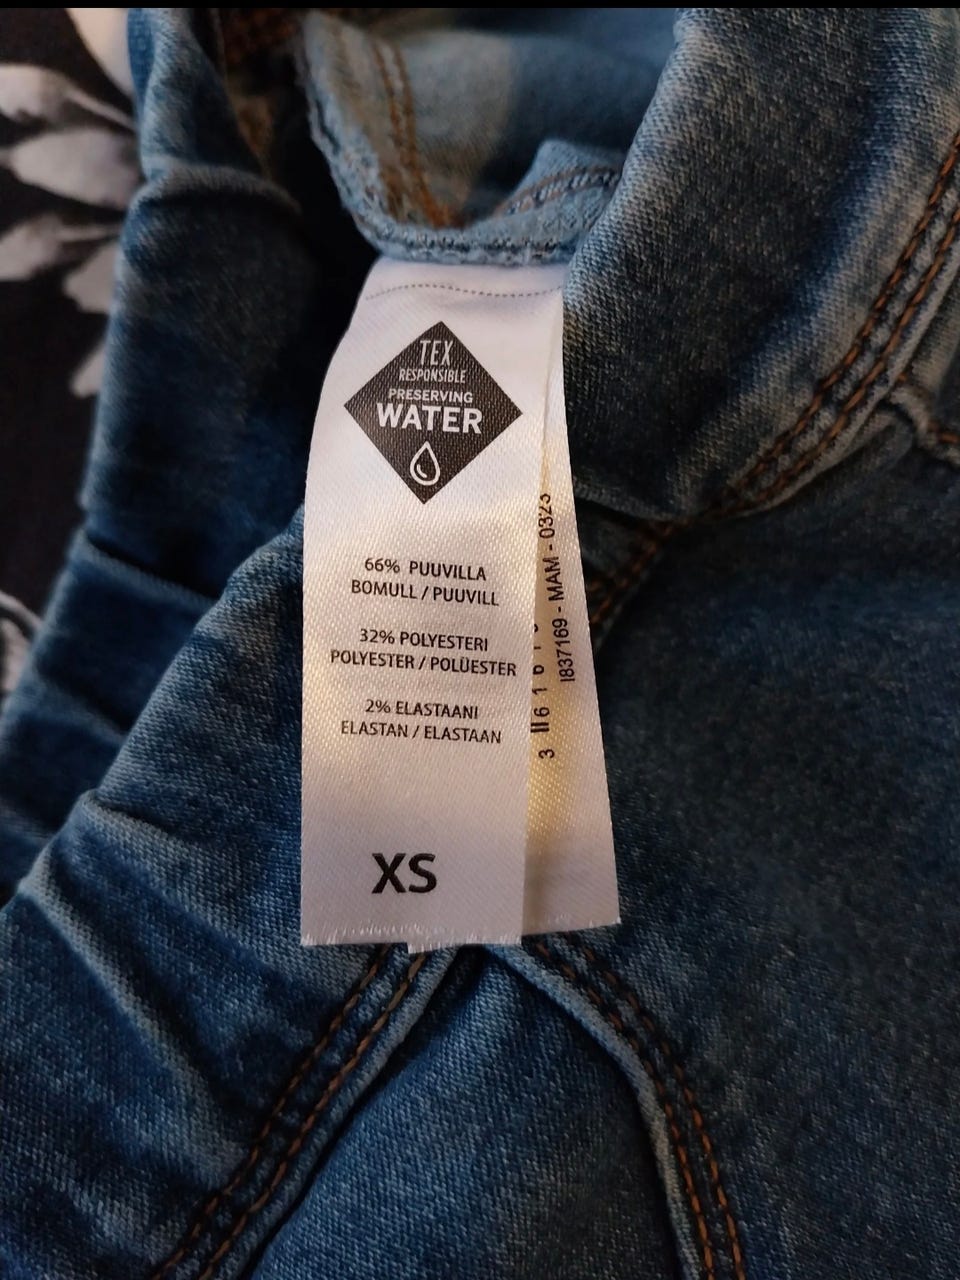 TEX
RESPONSIBLE
PRESERVING
WATER
66% PUUVILLA
BOMULL / PUUVILL
32% POLYESTERI
POLYESTER / POLÜESTER
2% ELASTAANI
ELASTAN / ELASTAAN
XS
I837169 - MAM - 0323